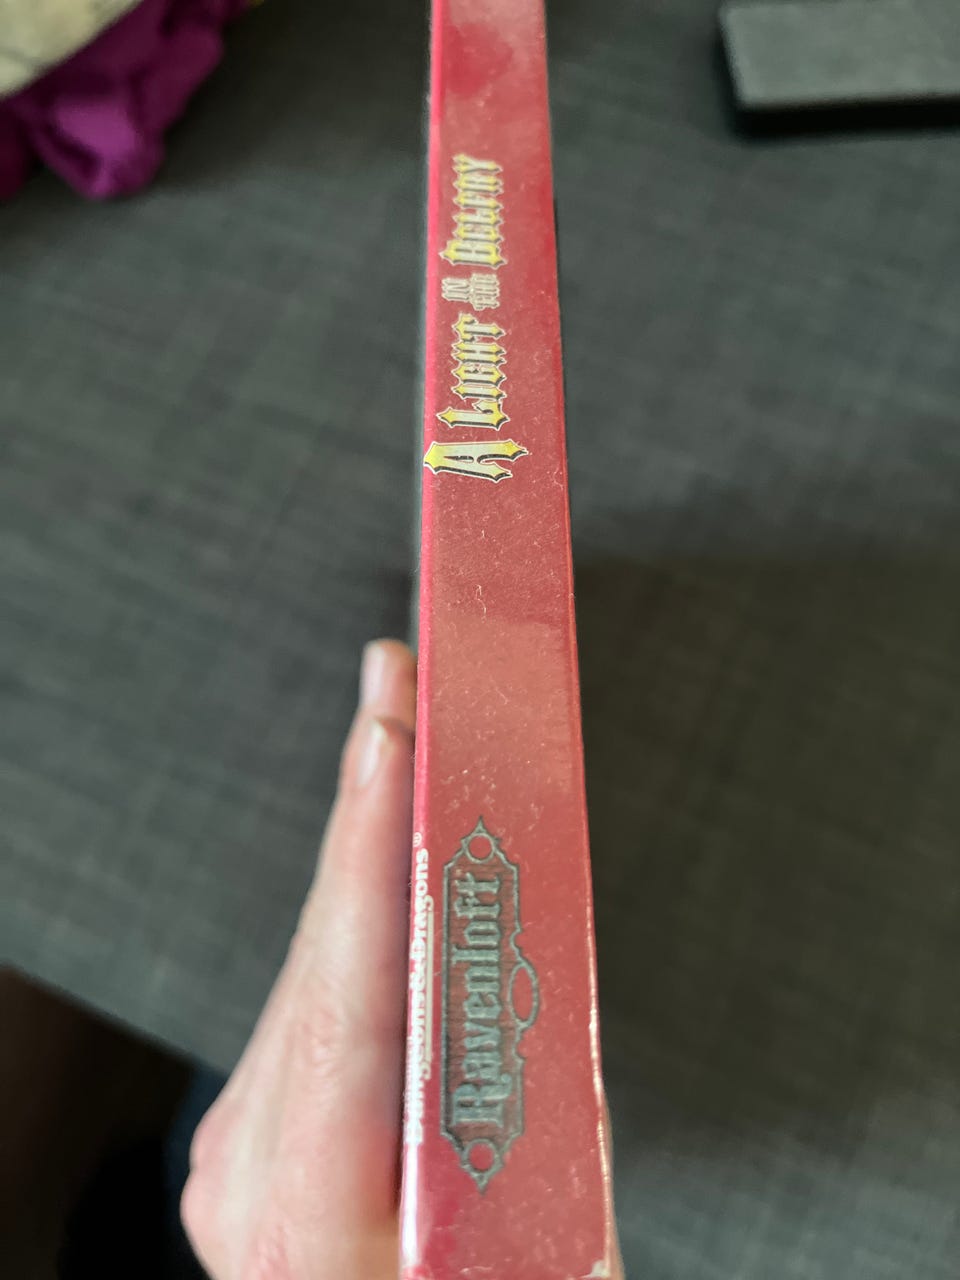 A LIGHT IN THE BELFRY
Dungeons & Dragons®
Ravenloft